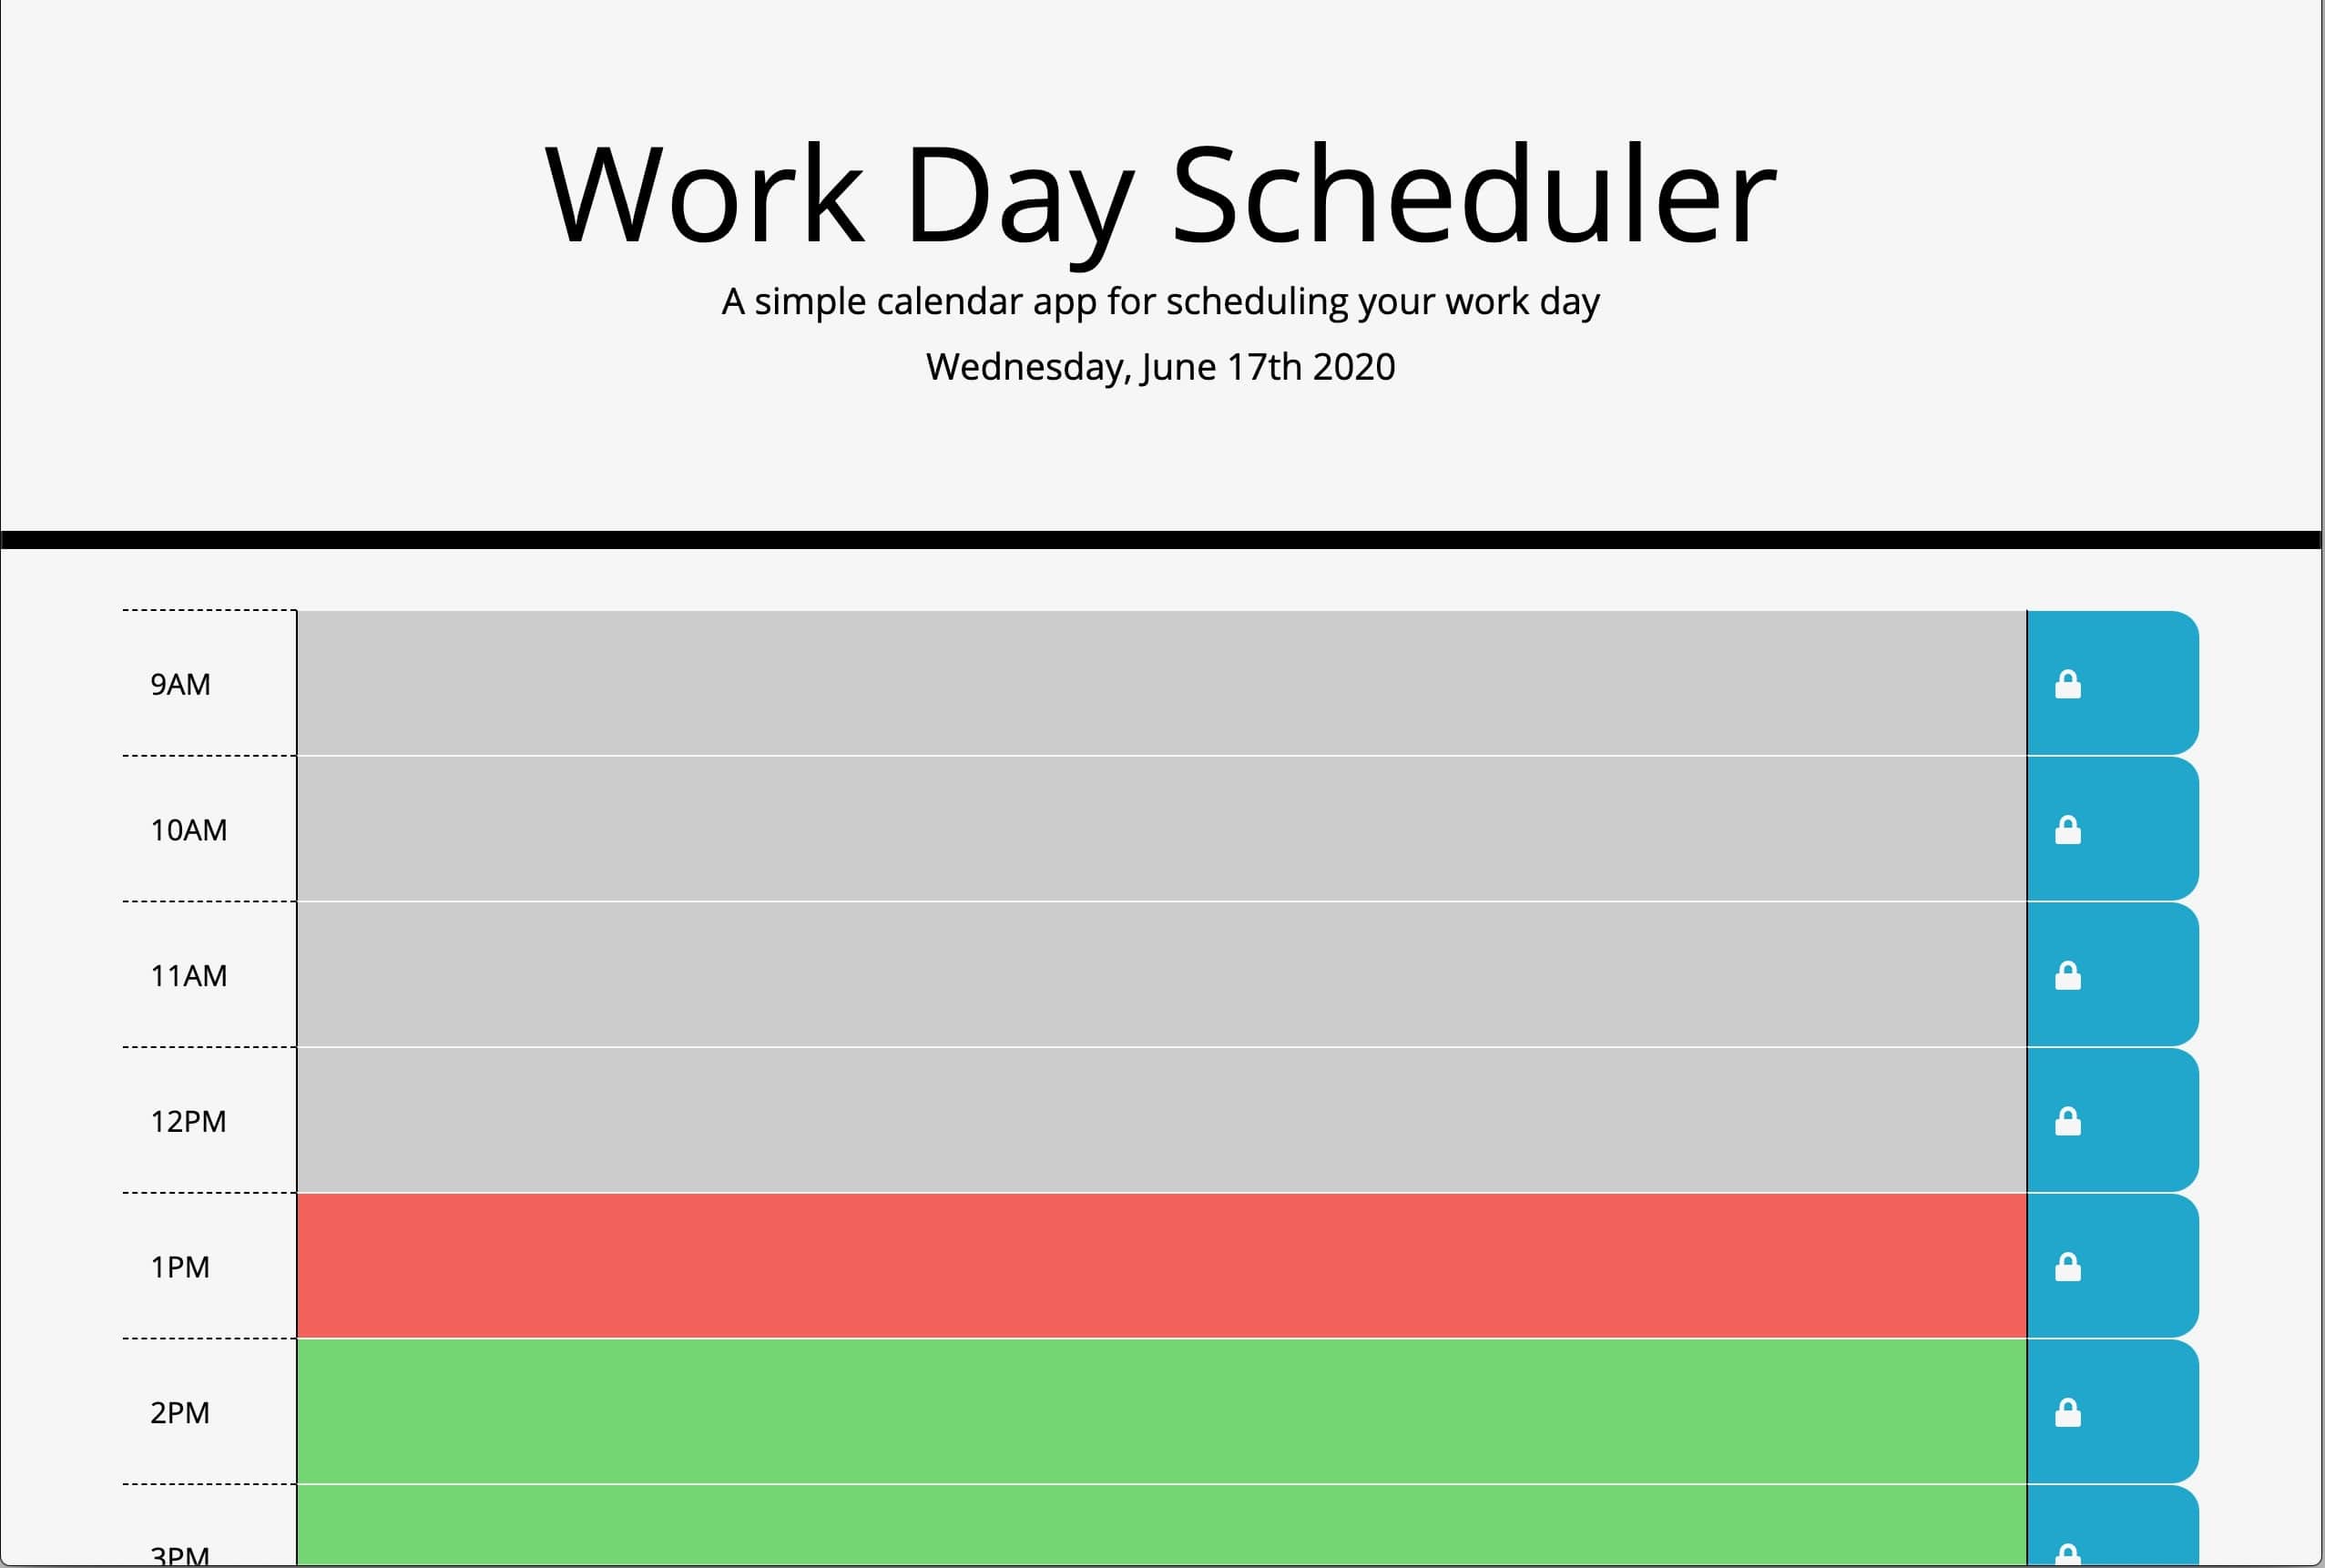 Work Day Scheduler
A simple calendar app for scheduling your work day
Wednesday, June 17th 2020
9AM
10AM
11AM
12PM
1PM
2PM
3PM